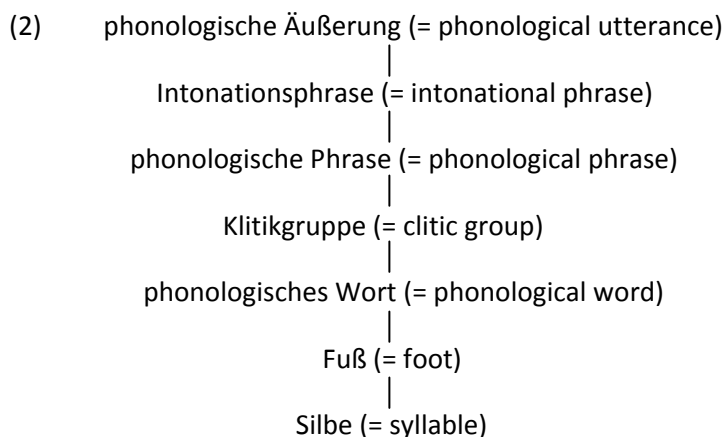 (2) phonologische Äußerung (= phonological utterance)
Intonationsphrase (= intonational phrase)
phonologische Phrase (= phonological phrase)
Klitikgruppe (= clitic group)
phonologisches Wort (= phonological word)
Fuß (= foot)
Silbe (= syllable)